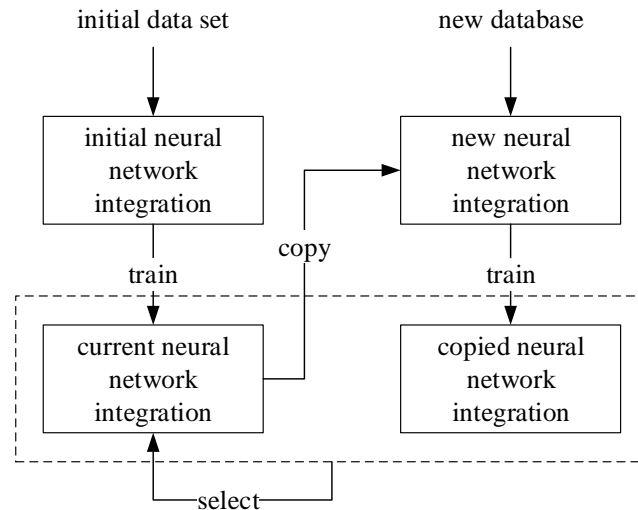 initial data set
new database
initial neural
network
integration
new neural
network
integration
copy
train
train
current neural
network
integration
copied neural
network
integration
select